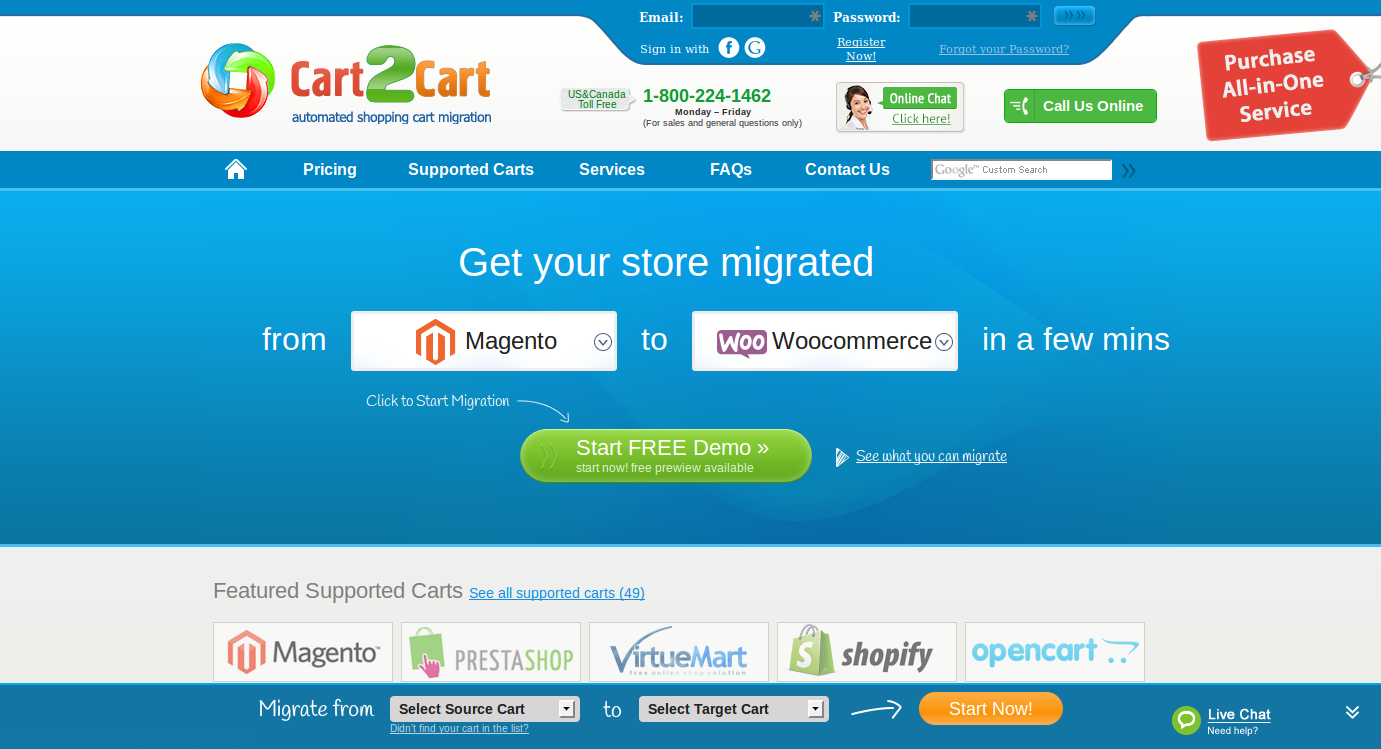 Email: * Password: *
Sign in with Register Now! Forgot your Password?
Cart2Cart
automated shopping cart migration
US&Canada
Toll Free
1-800-224-1462
Monday – Friday
(For sales and general questions only)
Online Chat
Click here!
Call Us Online
Purchase
All-in-One
Service
Pricing Supported Carts Services FAQs Contact Us Google™ Custom Search
Get your store migrated
from Magento to WOO Woocommerce in a few mins
Click to Start Migration
Start FREE Demo »
start now! free prewiew available
See what you can migrate
Featured Supported Carts See all supported carts (49)
Magento™ PRESTASHOP VirtueMart shopify opencart
free online shop solution
Migrate from Select Source Cart to Select Target Cart Start Now! Live Chat
Didn't find your cart in the list? Need help?